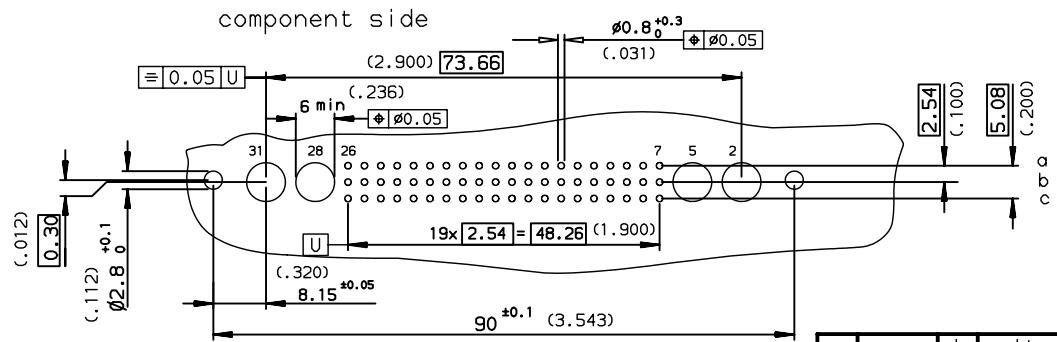 component side
Ø0.8 +0.3 0
(.031)
⌖ Ø0.05
(2.900) 73.66
⌯ 0.05 U
(.236)
6 min
⌖ Ø0.05
2.54
(.100)
5.08
(.200)
31 28 26 7 5 2
a
b
c
(.012)
0.30
(.112)
Ø2.8 +0.1 0
U
19x 2.54 = 48.26 (1.900)
(.320)
8.15 ±0.05
90 ±0.1 (3.543)